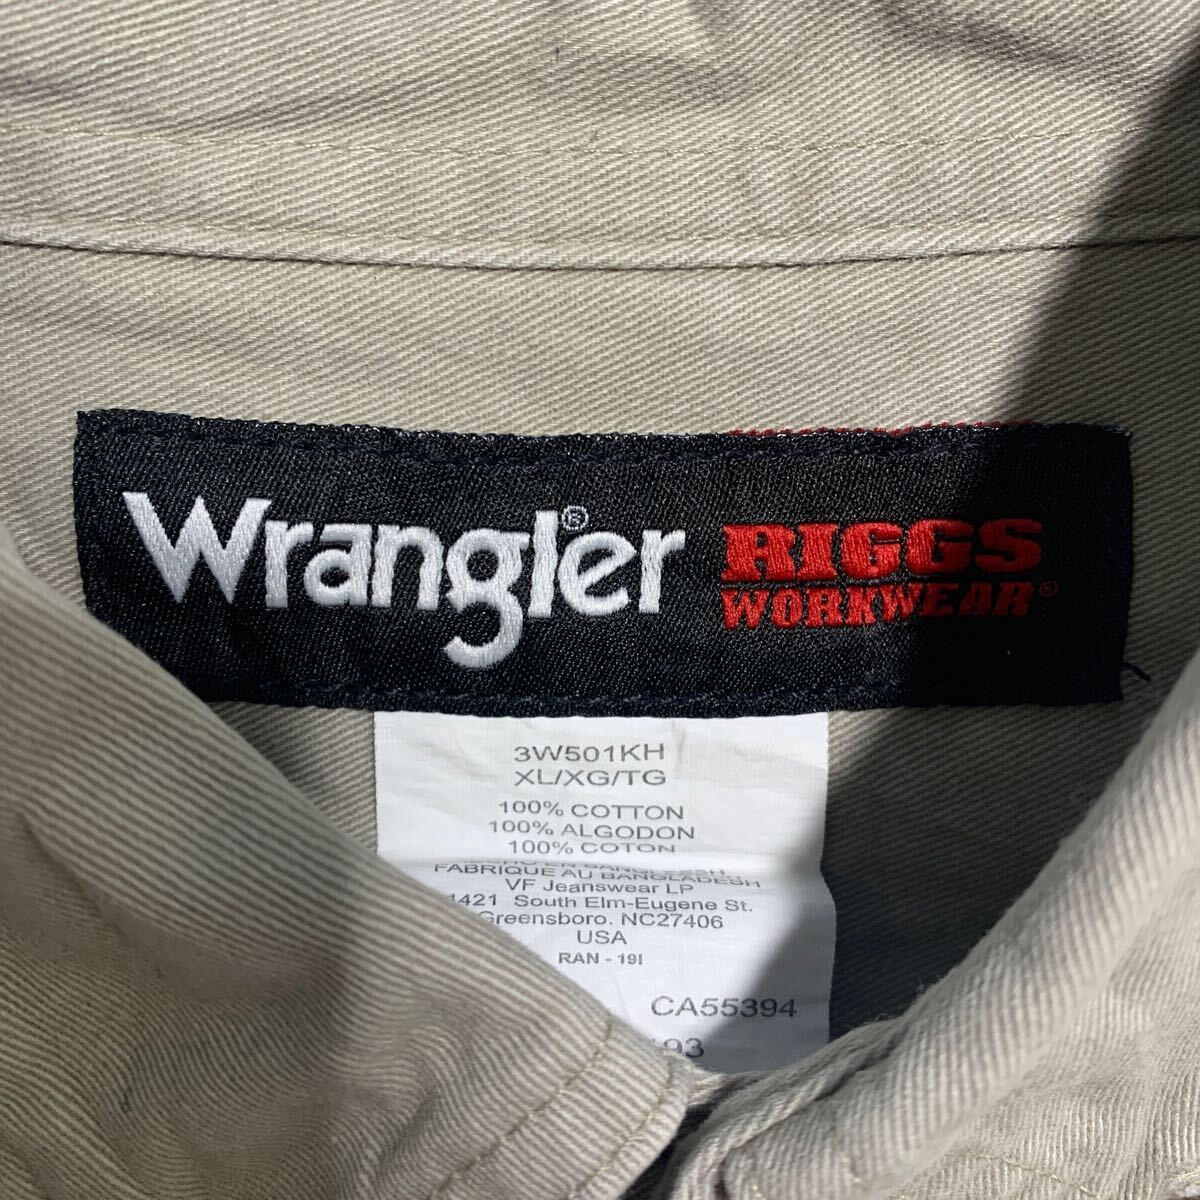 Wrangler® RIGGS
WORKWEAR®
3W501KH
XL/XG/TG
100% COTTON
100% ALGODON
100% COTON
FABRIQUE AU BANGLADESH
VF Jeanswear LP
1421 South Elm-Eugene St.
Greensboro. NC27406
USA
RAN - 19I
CA55394